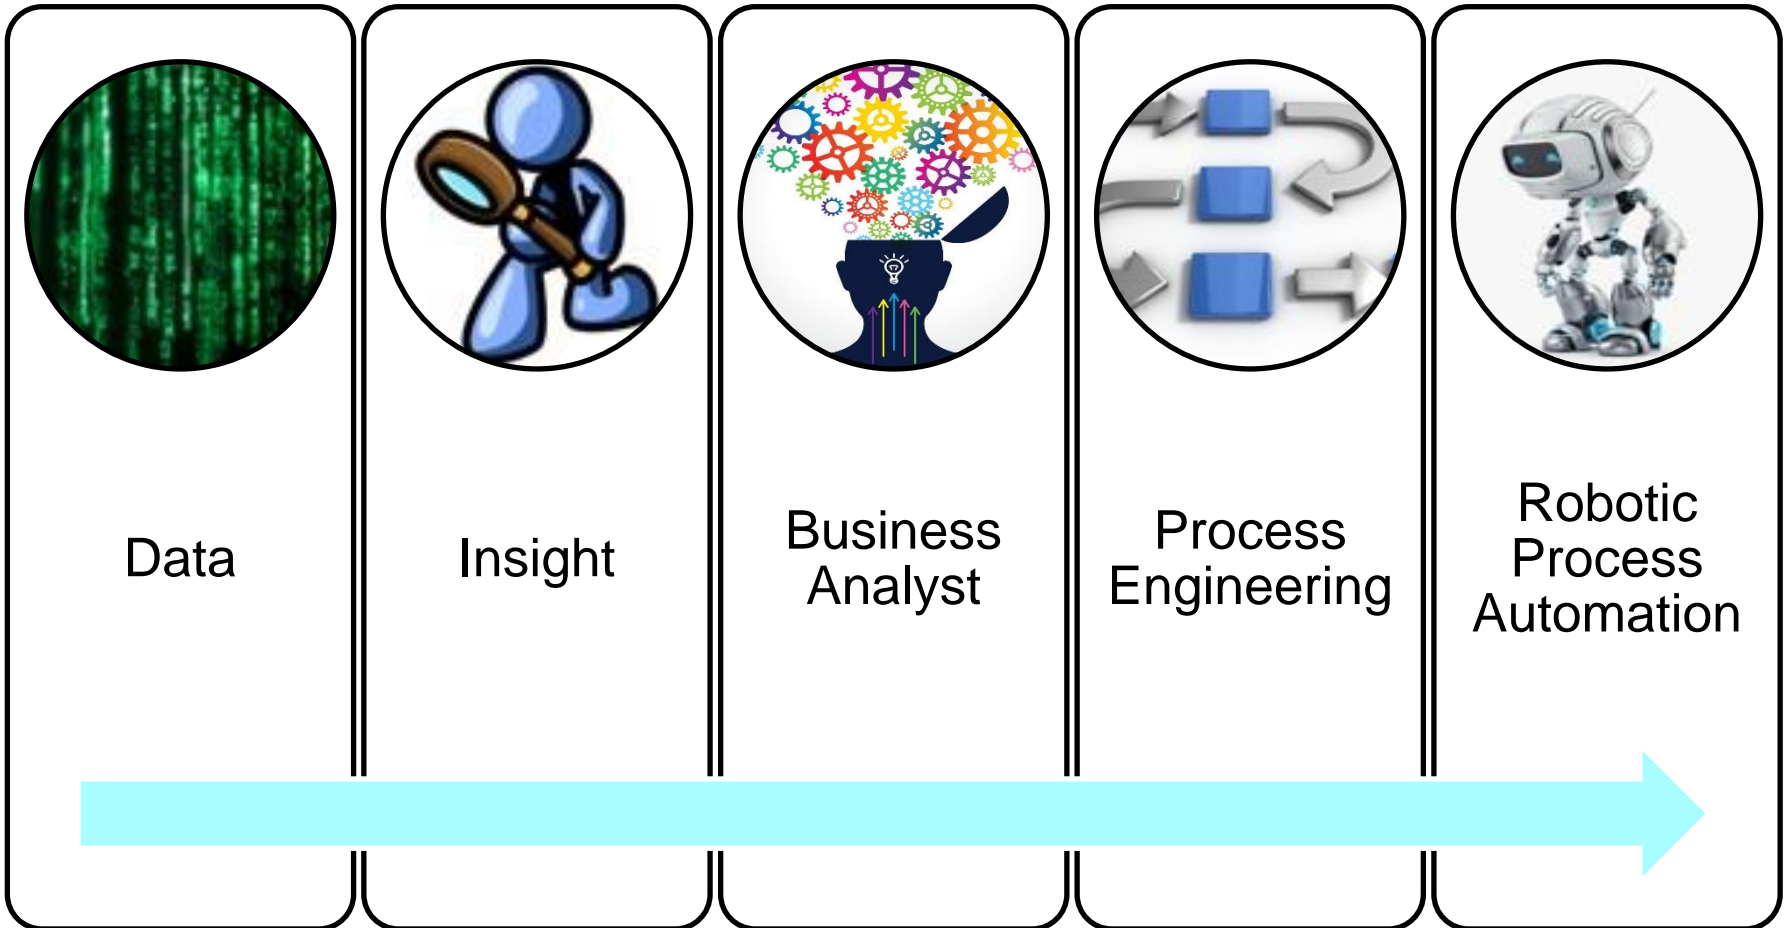 Data
Insight
Business
Analyst
Process
Engineering
Robotic
Process
Automation